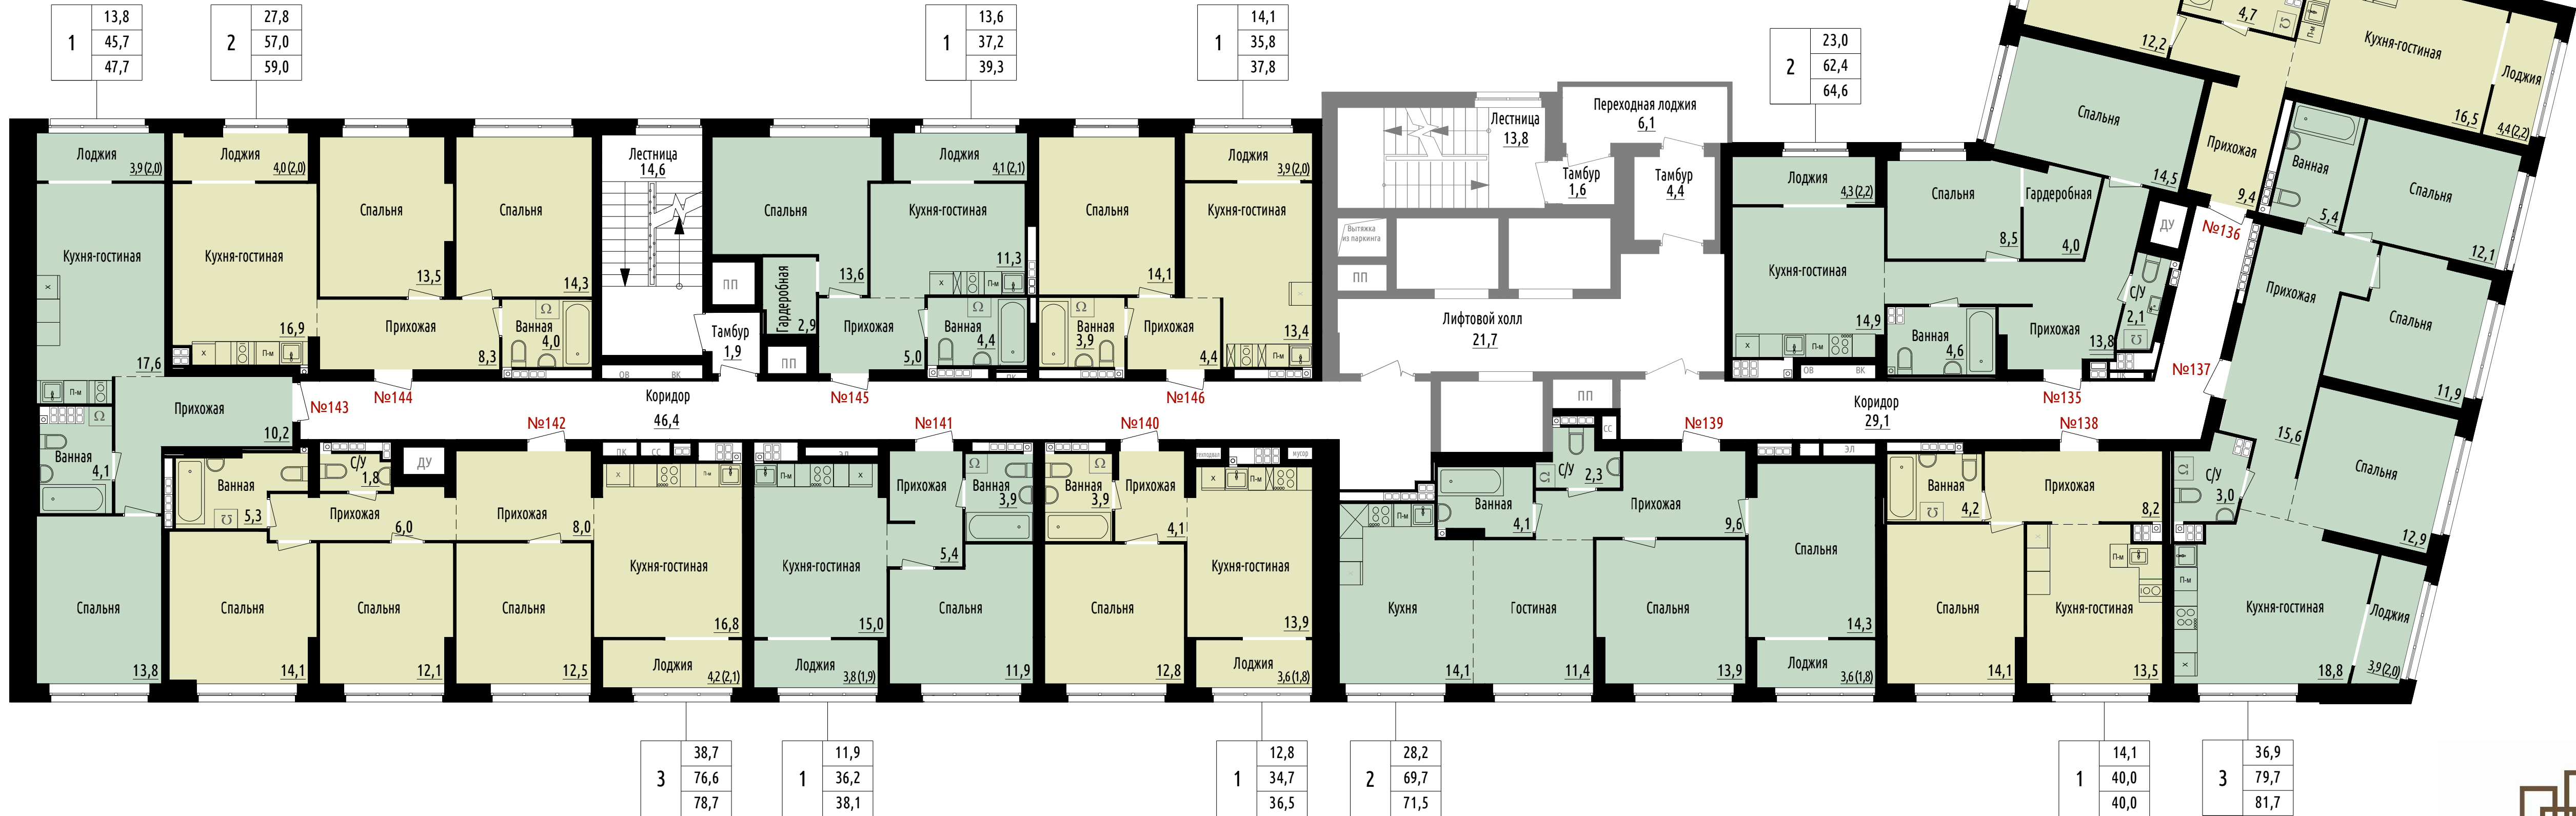 13,8
1 45,7
47,7
27,8
2 57,0
59,0
13,6
1 37,2
39,3
14,1
1 35,8
37,8
23,0
2 62,4
64,6
4,7
12,2
Кухня-гостиная
16,5
Лоджия
4,4(2,2)
Прихожая
9,4
№136
Лоджия
3,9(2,0)
Кухня-гостиная
17,6
Х
П-м
Прихожая
10,2
Ванная
4,1
Спальня
13,8
№143
Лоджия
4,0(2,0)
Кухня-гостиная
16,9
Х
П-м
Спальня
13,5
Спальня
14,3
Прихожая
8,3
Ванная
4,0
№144
Лестница
14,6
ПП
Тамбур
1,9
ОВ ВК
Коридор
46,4
Спальня
13,6
Гардеробная
2,9
ПП
Прихожая
5,0
Лоджия
4,1(2,1)
Кухня-гостиная
11,3
Х
П-м
Ванная
4,4
ПК
№145
Спальня
14,1
Лоджия
3,9(2,0)
Кухня-гостиная
13,4
П-м
Ванная
3,9
Прихожая
4,4
№146
Лестница
13,8
Переходная лоджия
6,1
Тамбур
1,6
Тамбур
4,4
Вытяжка
из паркинга
ПП
Лифтовой холл
21,7
ПП
СС
Лоджия
4,3(2,2)
Кухня-гостиная
14,9
Х
П-м
Спальня
8,5
Гардеробная
4,0
Ванная
4,6
Прихожая
13,8
С/У
2,1
ОВ ВК
ПК
№135
Спальня
14,5
ДУ
Коридор
29,1
№137
Ванная
5,4
Спальня
12,1
Прихожая
15,6
Спальня
11,9
Спальня
12,9
С/У
3,0
П-м
Х
Кухня-гостиная
18,8
Лоджия
3,9(2,0)
№142
Ванная
5,3
С/У
1,8
ДУ
Прихожая
6,0
Прихожая
8,0
Спальня
14,1
Спальня
12,1
Спальня
12,5
ПК СС
Х
П-м
Кухня-гостиная
16,8
Лоджия
4,2(2,1)
№141
ЭЛ
П-м
Х
Кухня-гостиная
15,0
Лоджия
3,8(1,9)
Прихожая
5,4
Ванная
3,9
Спальня
11,9
№140
Ванная
3,9
Прихожая
4,1
Спальня
12,8
мусор
Х
П-м
Кухня-гостиная
13,9
Лоджия
3,6(1,8)
№139
П-м
Кухня
14,1
Ванная
4,1
С/У
2,3
Гостиная
11,4
Прихожая
9,6
Спальня
13,9
ЭЛ
Спальня
14,3
Лоджия
3,6(1,8)
№138
Ванная
4,2
Прихожая
8,2
Спальня
14,1
П-м
Кухня-гостиная
13,5
38,7
3 76,6
78,7
11,9
1 36,2
38,1
12,8
1 34,7
36,5
28,2
2 69,7
71,5
14,1
1 40,0
40,0
36,9
3 79,7
81,7